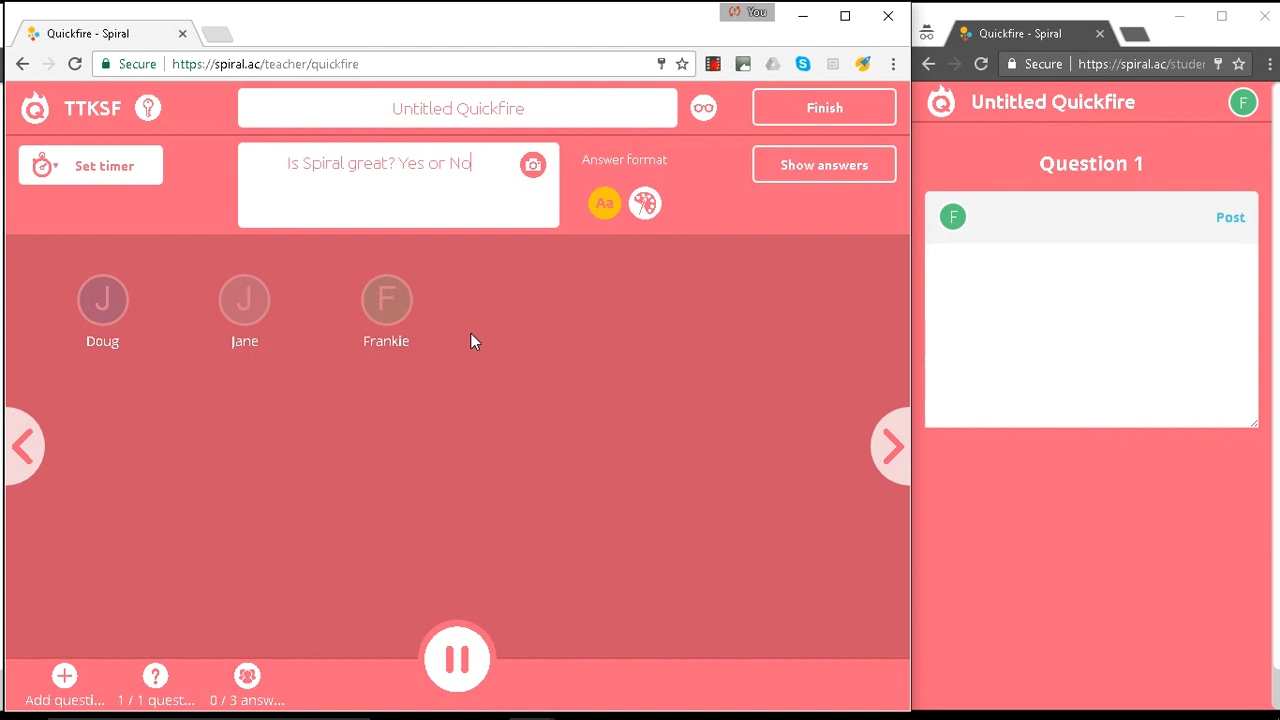 You
Quickfire - Spiral
Secure
https://spiral.ac/teacher/quickfire
TTKSF
Untitled Quickfire
Finish
Set timer
Is Spiral great? Yes or No
Answer format
Aa
Show answers
J
J
F
Doug
Jane
Frankie
Add questi...
1 / 1 quest...
0 / 3 answ...
Quickfire - Spiral
Secure
https://spiral.ac/studer
Untitled Quickfire
F
Question 1
F
Post